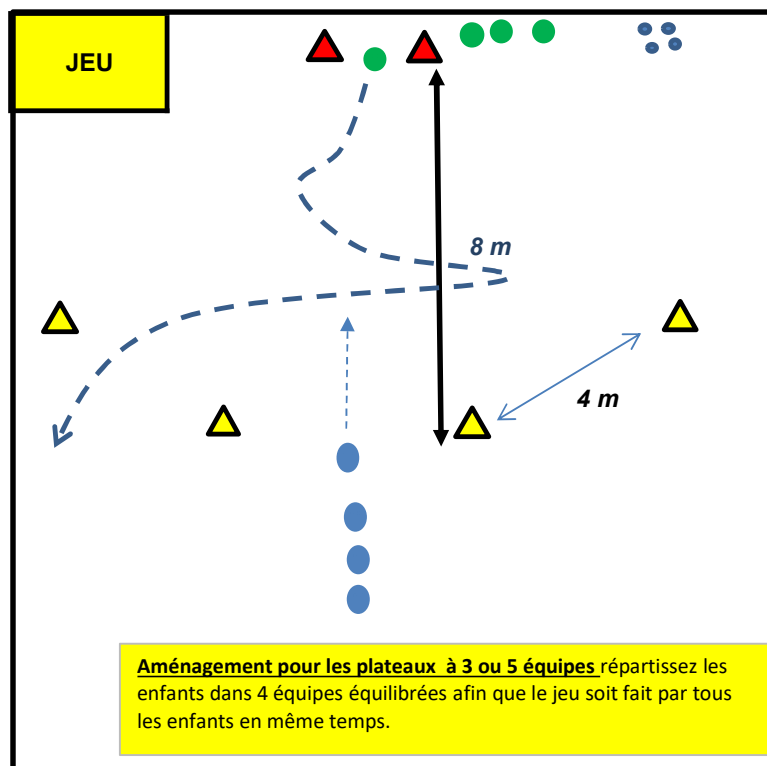 JEU
8 m
4 m
Aménagement pour les plateaux à 3 ou 5 équipes répartissez les
enfants dans 4 équipes équilibrées afin que le jeu soit fait par tous
les enfants en même temps.